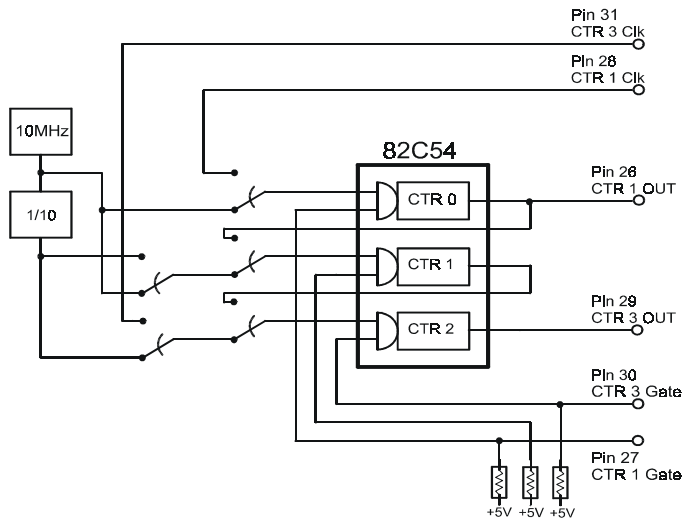 Pin 31
CTR 3 Clk
Pin 28
CTR 1 Clk
10MHz
82C54
1/10
CTR 0
Pin 26
CTR 1 OUT
CTR 1
CTR 2
Pin 29
CTR 3 OUT
Pin 30
CTR 3 Gate
Pin 27
CTR 1 Gate
+5V +5V +5V